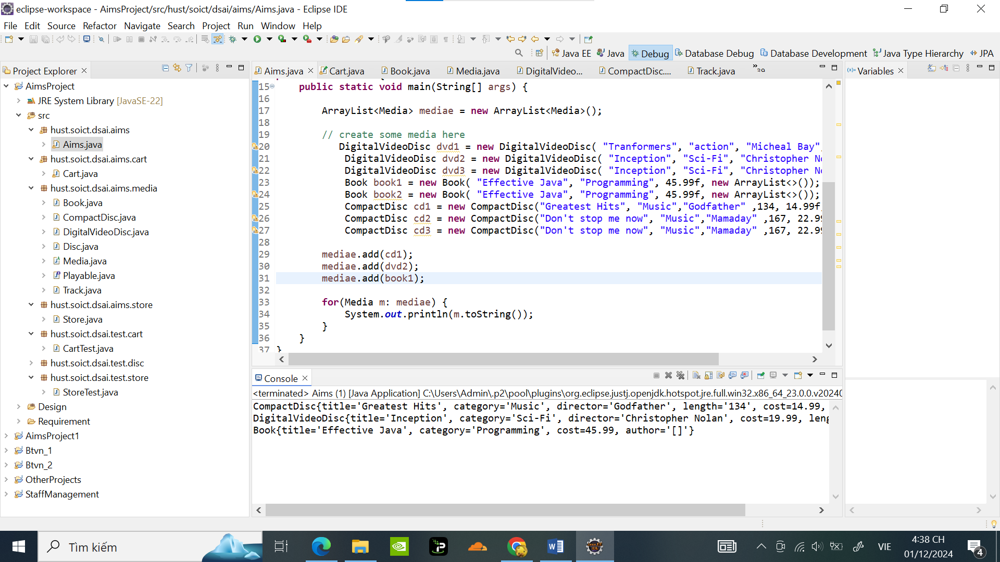 eclipse-workspace - AimsProject/src/hust/soict/dsai/aims/Aims.java - Eclipse IDE
File Edit Source Refactor Navigate Search Project Run Window Help
Java EE Java Debug Database Debug Database Development Java Type Hierarchy JPA
Project Explorer
AimsProject
JRE System Library [JavaSE-22]
src
hust.soict.dsai.aims
Aims.java
hust.soict.dsai.aims.cart
Cart.java
hust.soict.dsai.aims.media
Book.java
CompactDisc.java
DigitalVideoDisc.java
Disc.java
Media.java
Playable.java
Track.java
hust.soict.dsai.aims.store
Store.java
hust.soict.dsai.test.cart
CartTest.java
hust.soict.dsai.test.disc
hust.soict.dsai.test.store
StoreTest.java
Design
Requirement
AimsProject1
Btvn_1
Btvn_2
OtherProjects
StaffManagement
Aims.java Cart.java Book.java Media.java DigitalVideo... CompactDisc.... Track.java
15 public static void main(String[] args) {
16
17 ArrayList<Media> mediae = new ArrayList<Media>();
18
19 // create some media here
20 DigitalVideoDisc dvd1 = new DigitalVideoDisc( "Tranformers", "action", "Micheal Bay"
21 DigitalVideoDisc dvd2 = new DigitalVideoDisc( "Inception", "Sci-Fi", "Christopher
22 DigitalVideoDisc dvd3 = new DigitalVideoDisc( "Inception", "Sci-Fi", "Christopher
23 Book book1 = new Book( "Effective Java", "Programming", 45.99f, new ArrayList<>());
24 Book book2 = new Book( "Effective Java", "Programming", 45.99f, new ArrayList<>());
25 CompactDisc cd1 = new CompactDisc("Greatest Hits", "Music","Godfather" ,134, 14.99f
26 CompactDisc cd2 = new CompactDisc("Don't stop me now", "Music","Mamaday" ,167, 22.9
27 CompactDisc cd3 = new CompactDisc("Don't stop me now", "Music","Mamaday" ,167, 22.9
28
29 mediae.add(cd1);
30 mediae.add(dvd2);
31 mediae.add(book1);
32
33 for(Media m: mediae) {
34 System.out.println(m.toString());
35 }
36 }
37 }
Variables
Console
<terminated> Aims (1) [Java Application] C:\Users\Admin\.p2\pool\plugins\org.eclipse.justj.openjdk.hotspot.jre.full.win32.x86_64_23.0.0.v20240
CompactDisc{title='Greatest Hits', category='Music', director='Godfather', length='134', cost=14.99,
DigitalVideoDisc{title='Inception', category='Sci-Fi', director='Christopher Nolan', cost=19.99, leng
Book{title='Effective Java', category='Programming', cost=45.99, author='[]'}
Tìm kiếm
VIE
4:38 CH
01/12/2024
4